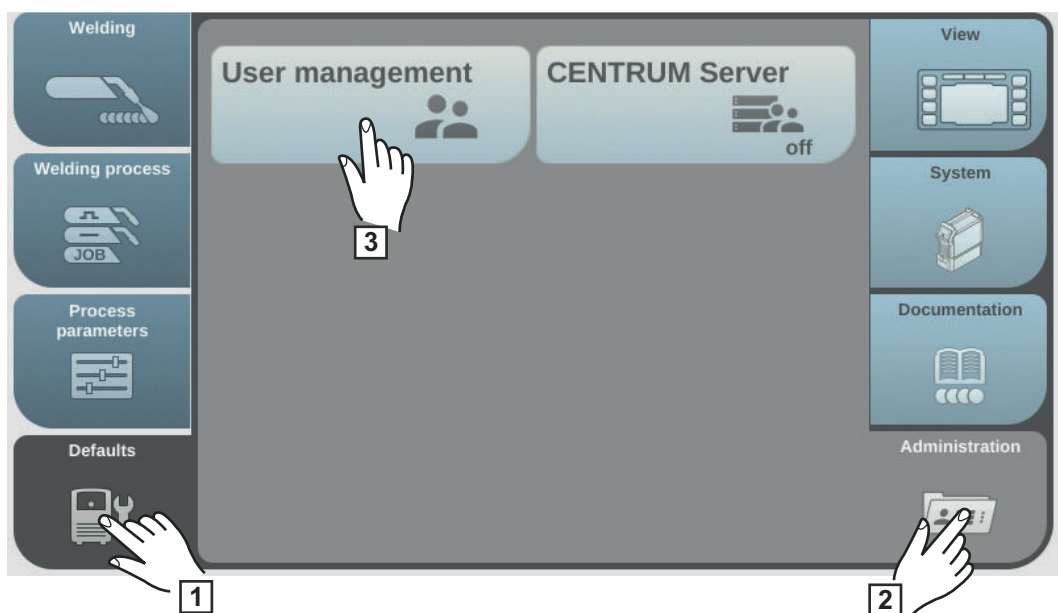 Welding
Welding process
JOB
Process
parameters
Defaults
1
User management
3
CENTRUM Server
off
View
System
Documentation
Administration
2